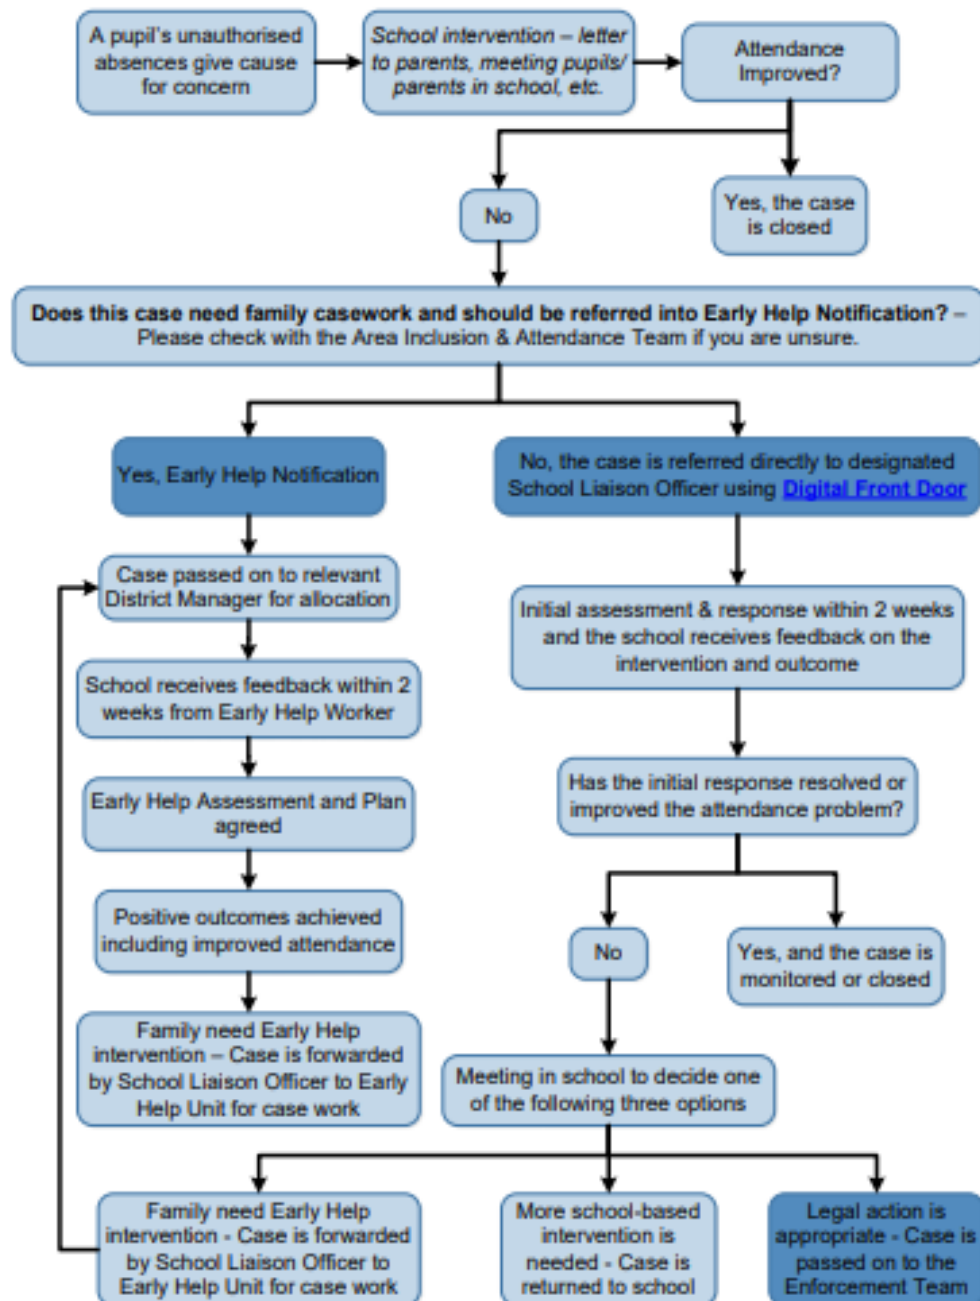 A pupil's unauthorised
absences give cause
for concern
School intervention – letter
to parents, meeting pupils/
parents in school, etc.
Attendance
Improved?
No
Yes, the case
is closed
Does this case need family casework and should be referred into Early Help Notification? –
Please check with the Area Inclusion & Attendance Team if you are unsure.
Yes, Early Help Notification
No, the case is referred directly to designated
School Liaison Officer using Digital Front Door
Case passed on to relevant
District Manager for allocation
School receives feedback within 2
weeks from Early Help Worker
Early Help Assessment and Plan
agreed
Positive outcomes achieved
including improved attendance
Family need Early Help
intervention – Case is forwarded
by School Liaison Officer to Early
Help Unit for case work
Initial assessment & response within 2 weeks
and the school receives feedback on the
intervention and outcome
Has the initial response resolved or
improved the attendance problem?
No
Yes, and the case is
monitored or closed
Meeting in school to decide one
of the following three options
Family need Early Help
intervention - Case is forwarded
by School Liaison Officer to
Early Help Unit for case work
More school-based
intervention is
needed - Case is
returned to school
Legal action is
appropriate - Case is
passed on to the
Enforcement Team